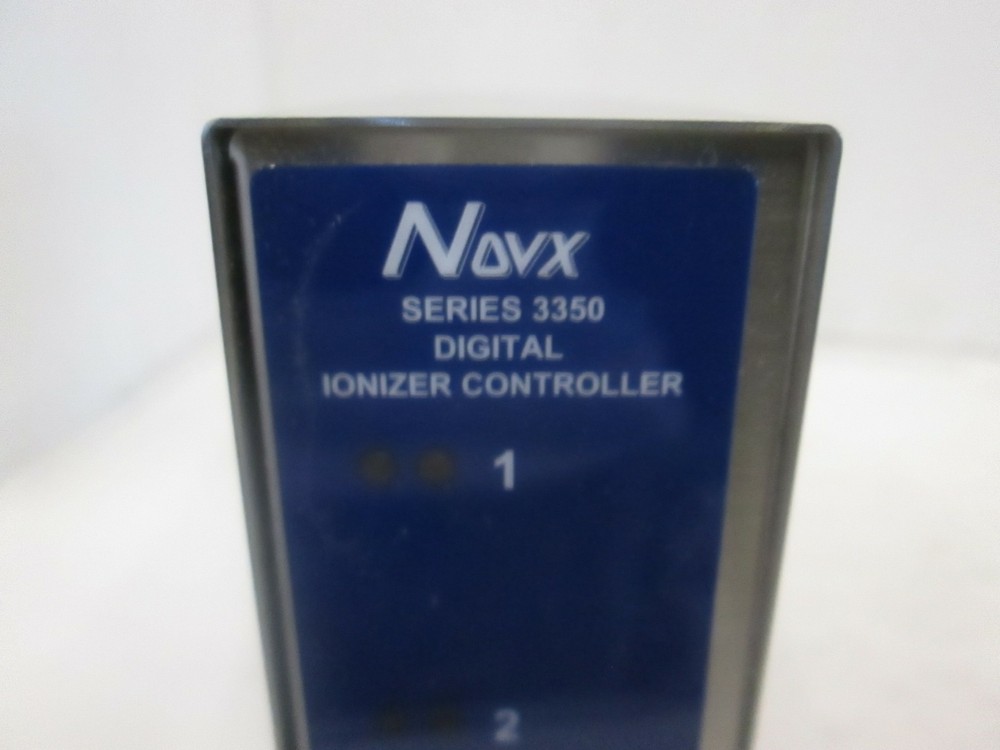 Novx
SERIES 3350
DIGITAL
IONIZER CONTROLLER
1
2